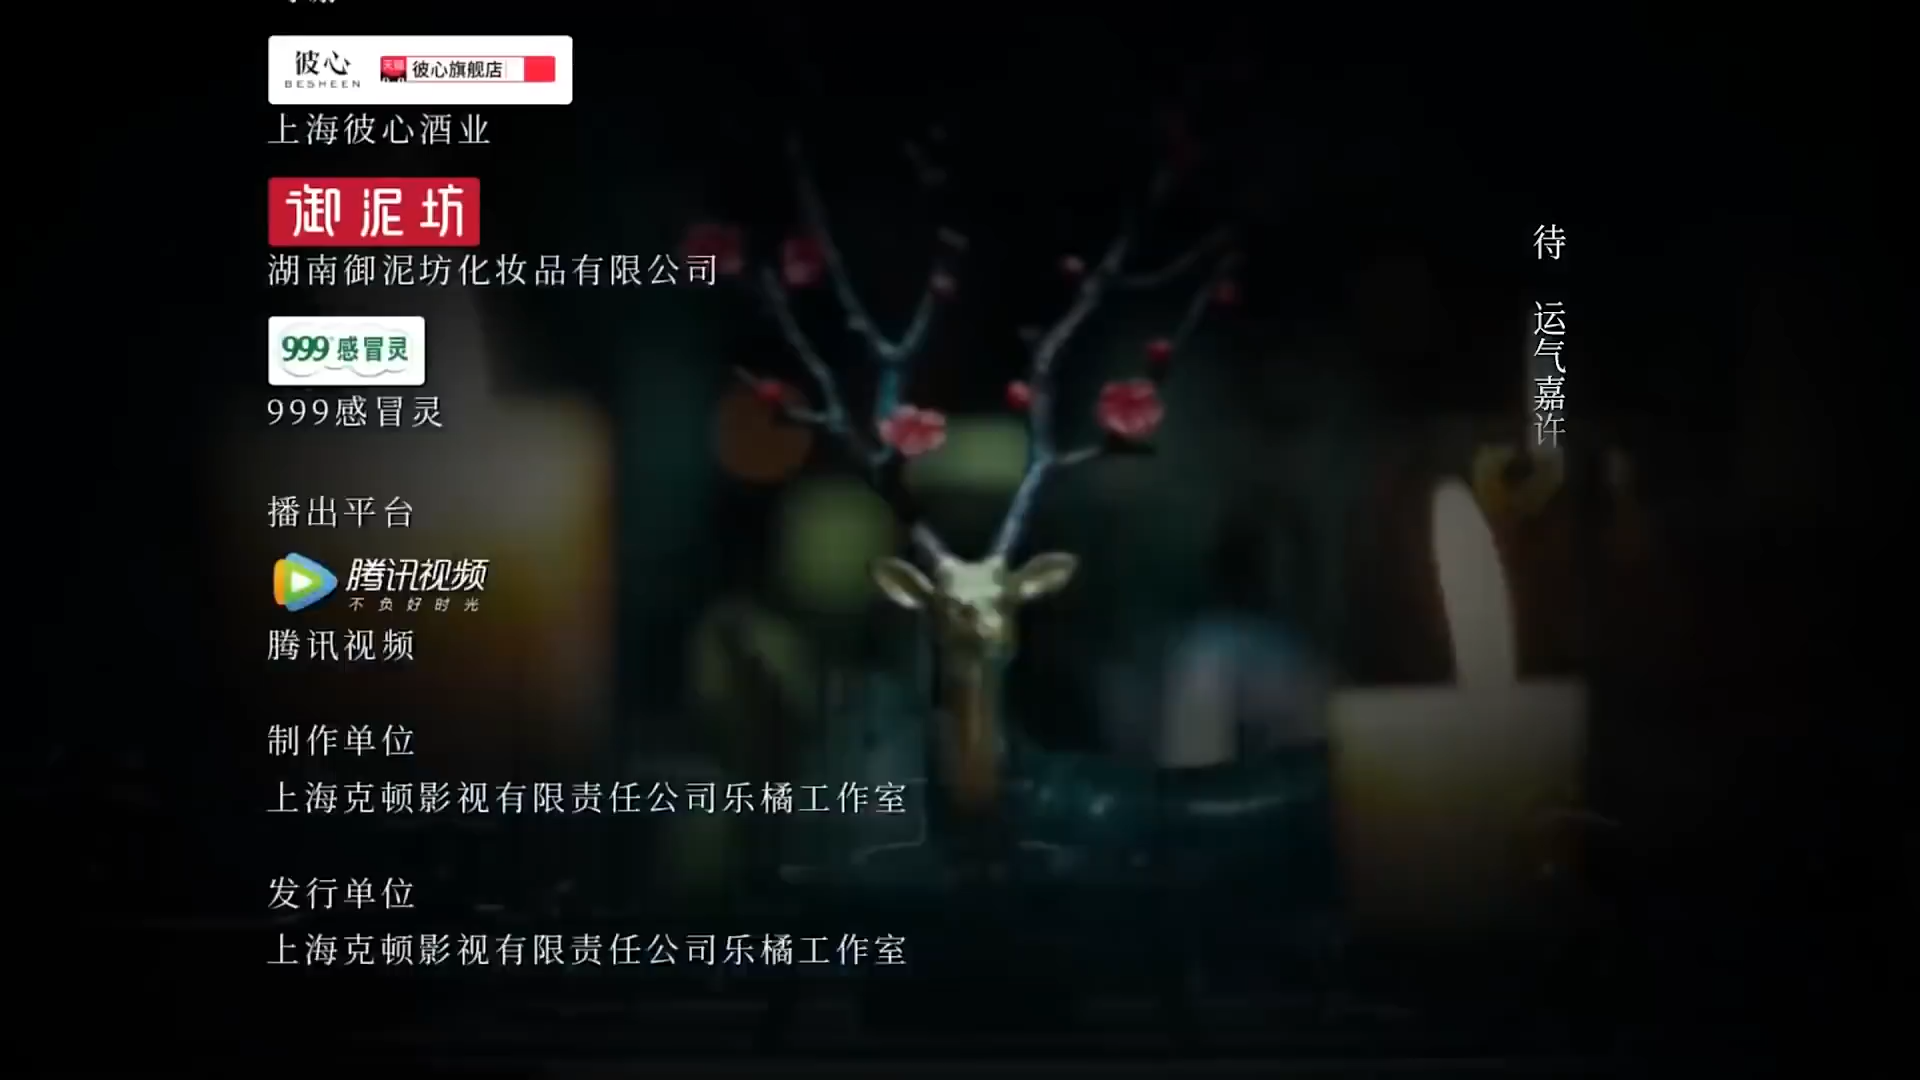 彼心
BESHEEN
天猫
彼心旗舰店
上海彼心酒业
御泥坊
湖南御泥坊化妆品有限公司
999感冒灵
999感冒灵
播出平台
腾讯视频
不负好时光
腾讯视频
制作单位
上海克顿影视有限责任公司乐橘工作室
发行单位
上海克顿影视有限责任公司乐橘工作室
待 运气嘉许